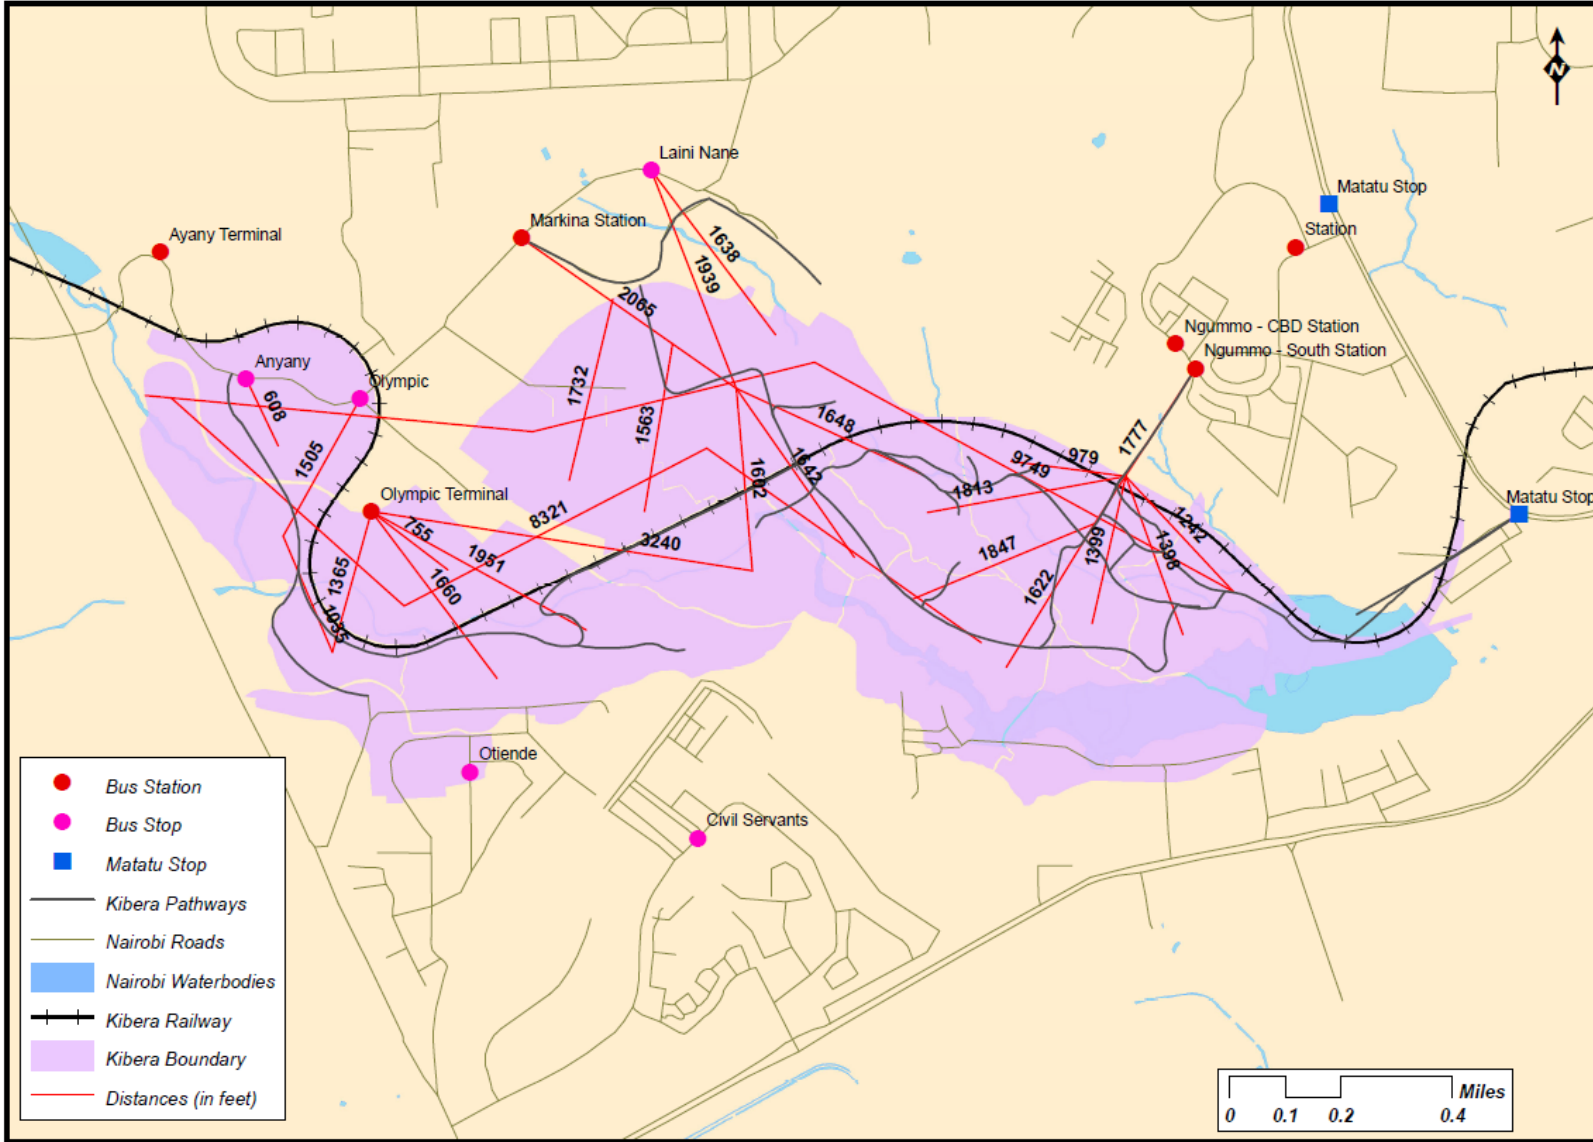 N
Laini Nane
Matatu Stop
Markina Station
Station
Ayany Terminal
1638
1939
2065
Ngummo - CBD Station
Ngummo - South Station
Anyany
Olympic
608
1732
1563
1648
1777
1505
1602
1642
9749
979
1813
Olympic Terminal
Matatu Stop
755
8321
1242
3240
1951
1847
1399
1398
1365
1660
1622
1035
Otiende
Civil Servants
Bus Station
Bus Stop
Matatu Stop
Kibera Pathways
Nairobi Roads
Nairobi Waterbodies
Kibera Railway
Kibera Boundary
Distances (in feet)
Miles
0 0.1 0.2 0.4